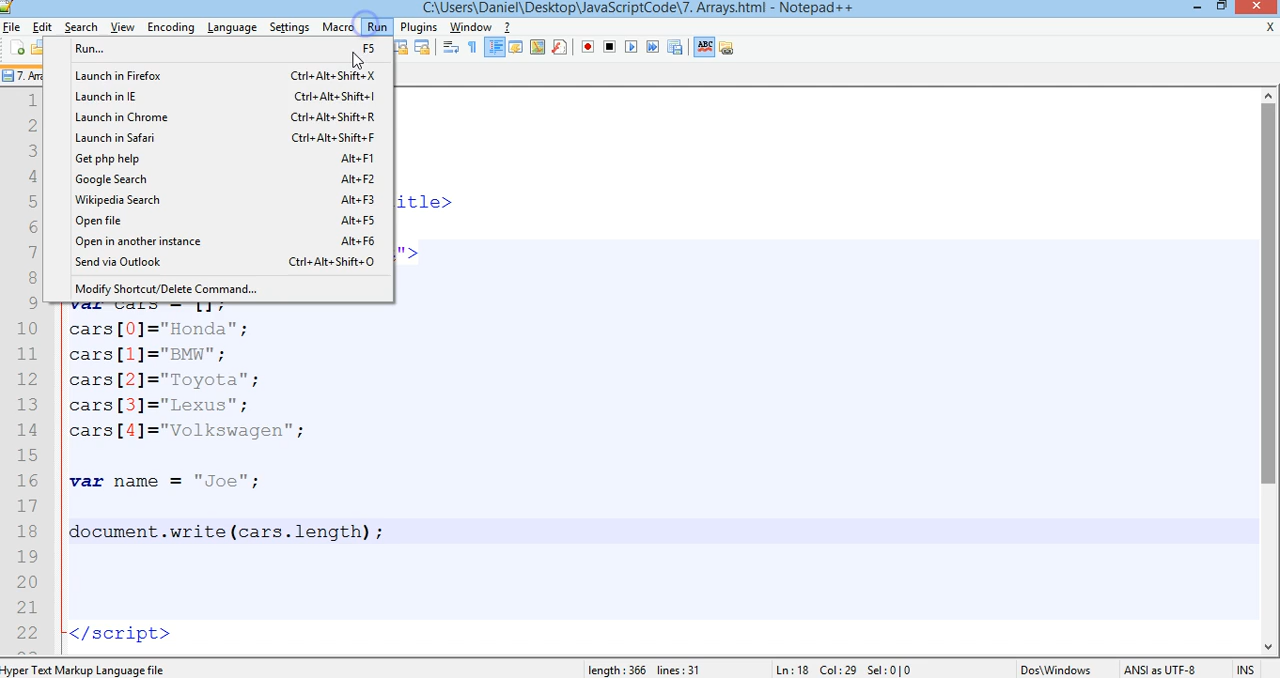 C:\Users\Daniel\Desktop\JavaScriptCode\7. Arrays.html - Notepad++
File Edit Search View Encoding Language Settings Macro Run Plugins Window ? X
Run... F5
7. Arra
Launch in Firefox Ctrl+Alt+Shift+X
Launch in IE Ctrl+Alt+Shift+I
Launch in Chrome Ctrl+Alt+Shift+R
Launch in Safari Ctrl+Alt+Shift+F
Get php help Alt+F1
Google Search Alt+F2
Wikipedia Search Alt+F3
Open file Alt+F5
Open in another instance Alt+F6
Send via Outlook Ctrl+Alt+Shift+O
Modify Shortcut/Delete Command...
ABC
1
2
3
4
5 itle>
6
7 ">
8
9 var cars = [];
10 cars[0]="Honda";
11 cars[1]="BMW";
12 cars[2]="Toyota";
13 cars[3]="Lexus";
14 cars[4]="Volkswagen";
15
16 var name = "Joe";
17
18 document.write(cars.length);
19
20
21
22 </script>
Hyper Text Markup Language file length : 366 lines : 31 Ln : 18 Col : 29 Sel : 0 | 0 Dos\Windows ANSI as UTF-8 INS